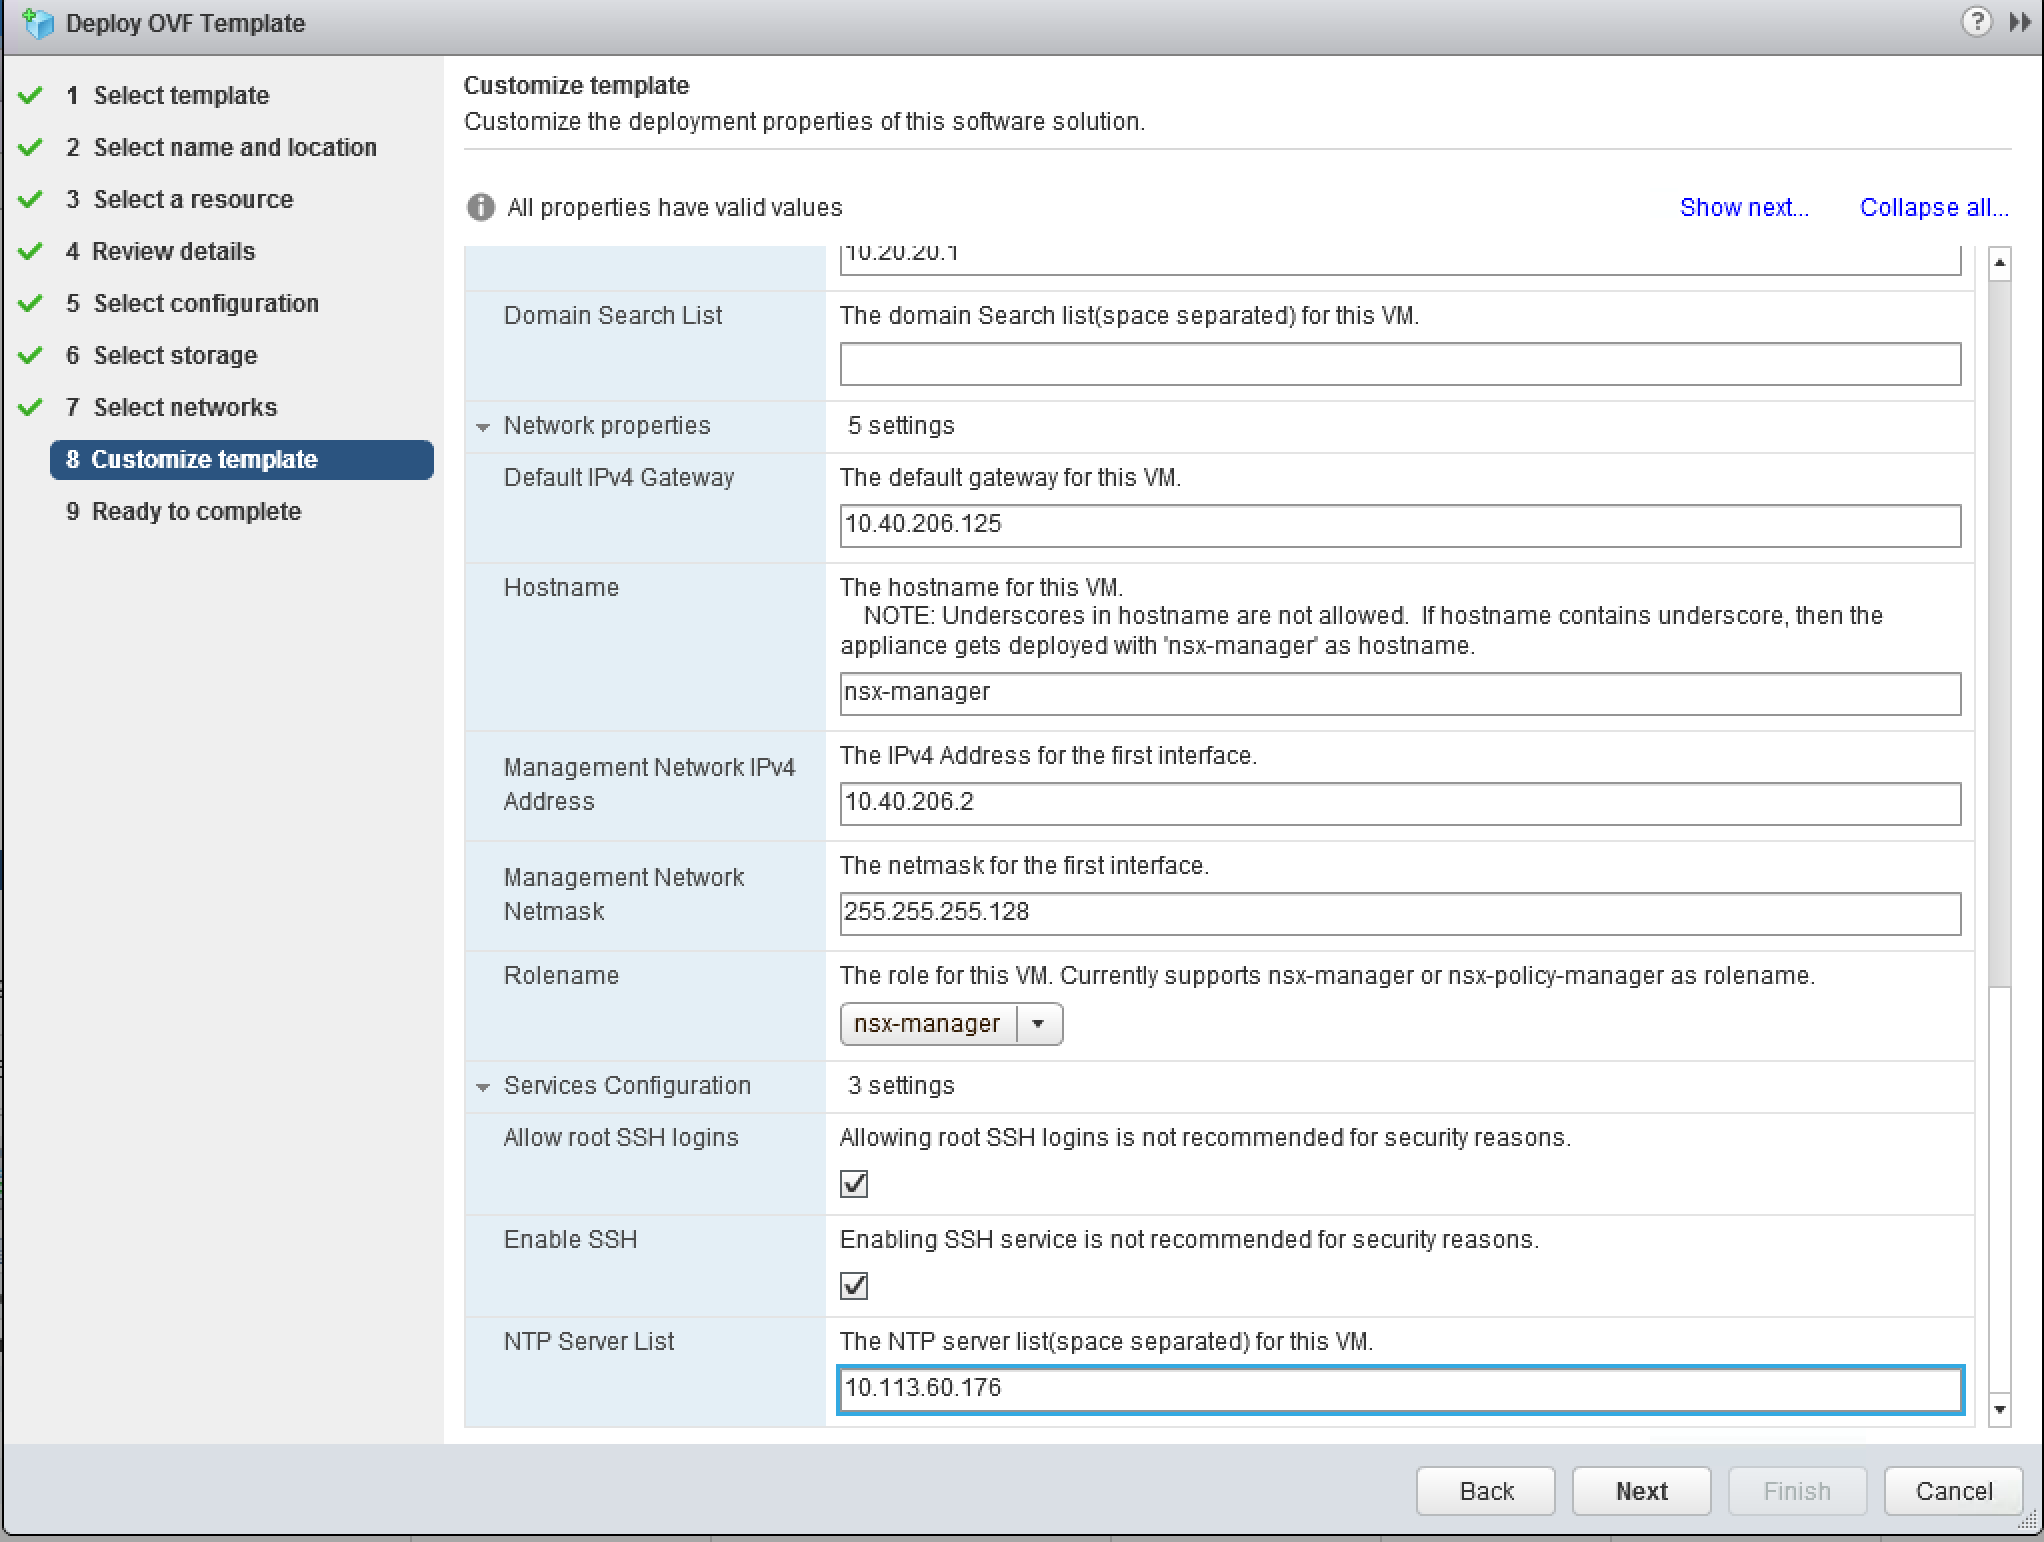 Deploy OVF Template
?
1 Select template
2 Select name and location
3 Select a resource
4 Review details
5 Select configuration
6 Select storage
7 Select networks
8 Customize template
9 Ready to complete
Customize template
Customize the deployment properties of this software solution.
All properties have valid values
Show next...
Collapse all...
10.20.20.1
Domain Search List
The domain Search list(space separated) for this VM.
Network properties
5 settings
Default IPv4 Gateway
The default gateway for this VM.
10.40.206.125
Hostname
The hostname for this VM.
NOTE: Underscores in hostname are not allowed. If hostname contains underscore, then the
appliance gets deployed with 'nsx-manager' as hostname.
nsx-manager
Management Network IPv4
Address
The IPv4 Address for the first interface.
10.40.206.2
Management Network
Netmask
The netmask for the first interface.
255.255.255.128
Rolename
The role for this VM. Currently supports nsx-manager or nsx-policy-manager as rolename.
nsx-manager
Services Configuration
3 settings
Allow root SSH logins
Allowing root SSH logins is not recommended for security reasons.
Enable SSH
Enabling SSH service is not recommended for security reasons.
NTP Server List
The NTP server list(space separated) for this VM.
10.113.60.176
Back
Next
Finish
Cancel